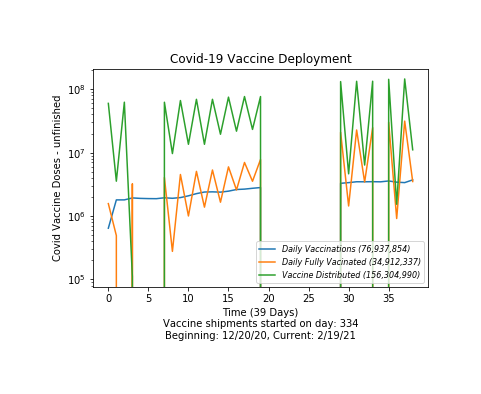 Covid-19 Vaccine Deployment
Covid Vaccine Doses - unfinished
10^8
10^7
10^6
10^5
0 5 10 15 20 25 30 35
Daily Vaccinations (76,937,854)
Daily Fully Vacinated (34,912,337)
Vaccine Distributed (156,304,990)
Time (39 Days)
Vaccine shipments started on day: 334
Beginning: 12/20/20, Current: 2/19/21